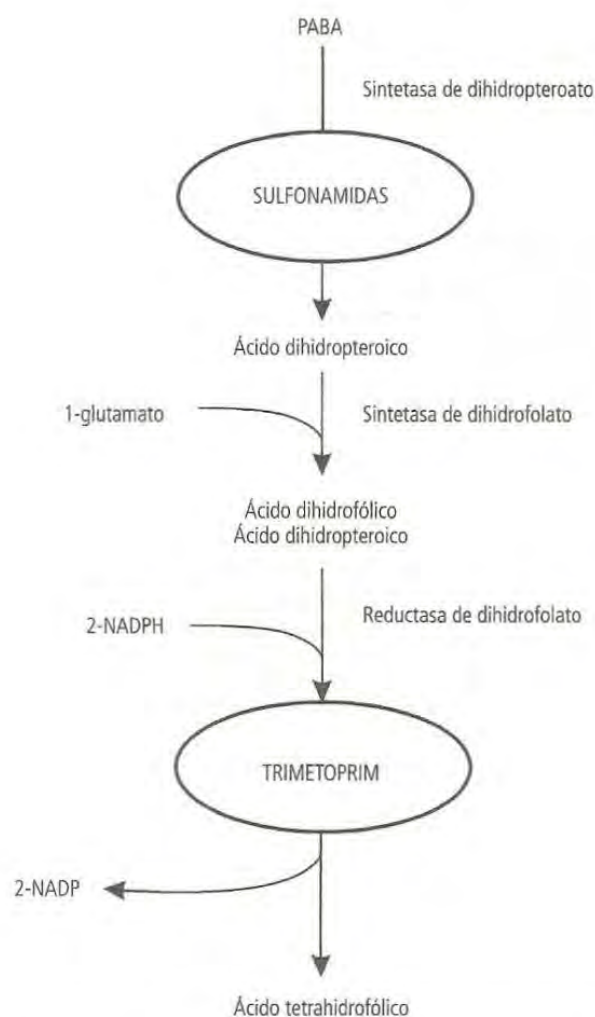 PABA
Sintetasa de dihidropteroato
SULFONAMIDAS
Ácido dihidropteroico
1-glutamato
Sintetasa de dihidrofolato
Ácido dihidrofólico
Ácido dihidropteroico
2-NADPH
Reductasa de dihidrofolato
TRIMETOPRIM
2-NADP
Ácido tetrahidrofólico